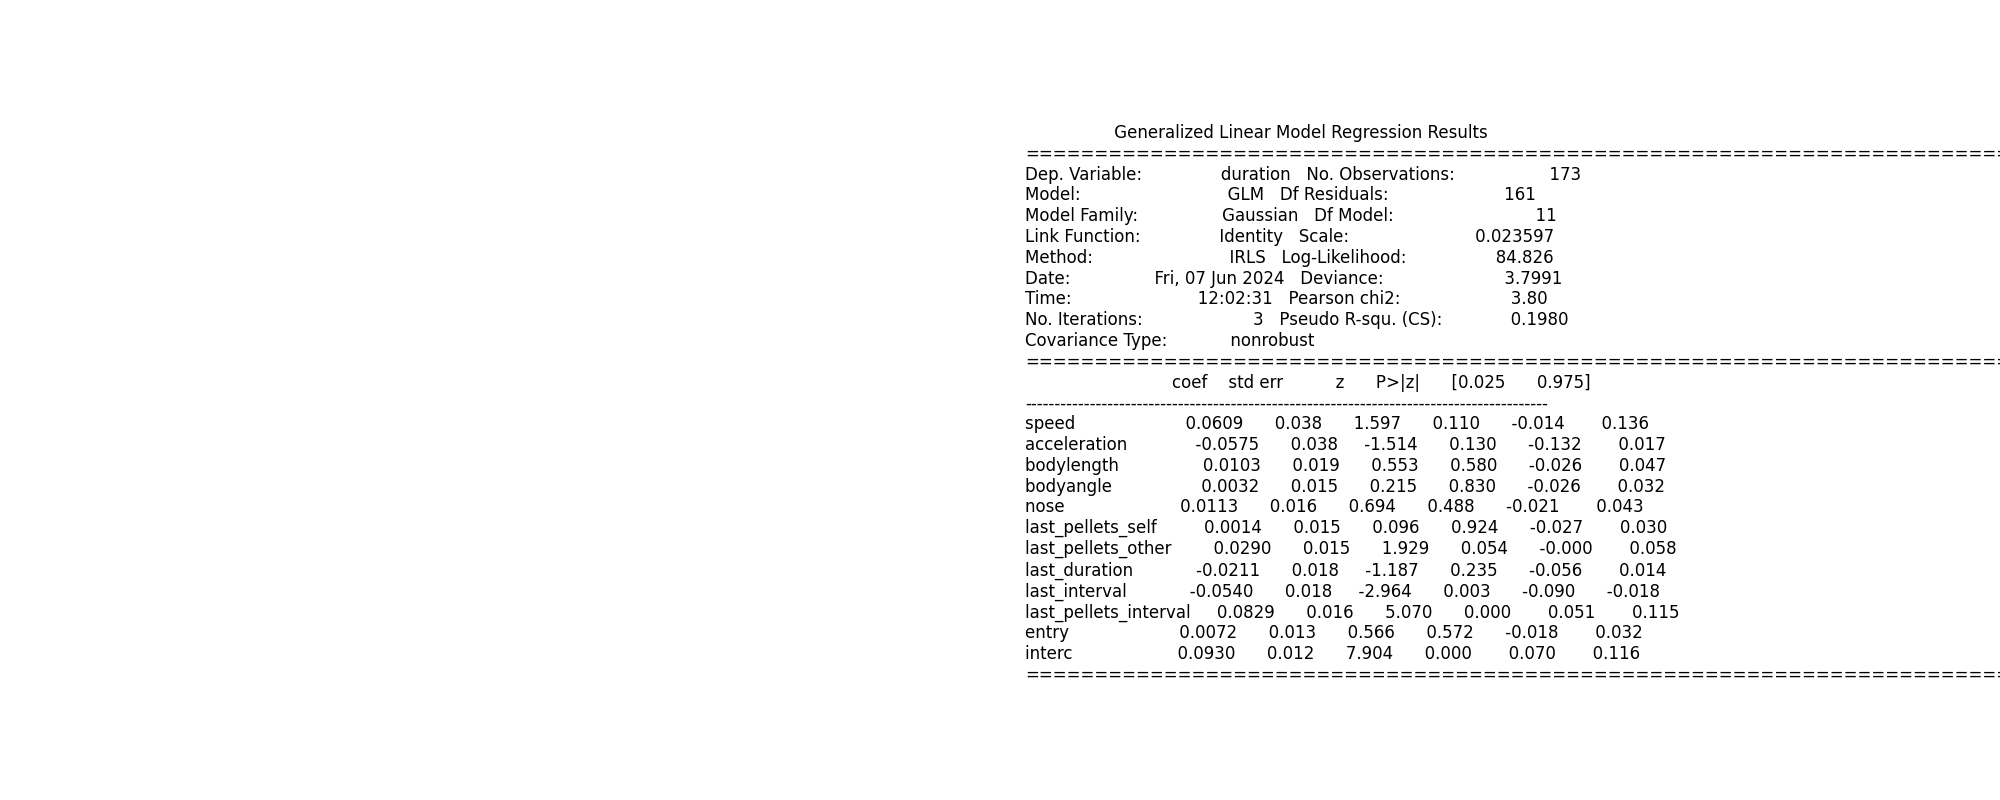 Generalized Linear Model Regression Results
==============================================================================
Dep. Variable: duration No. Observations: 173
Model: GLM Df Residuals: 161
Model Family: Gaussian Df Model: 11
Link Function: Identity Scale: 0.023597
Method: IRLS Log-Likelihood: 84.826
Date: Fri, 07 Jun 2024 Deviance: 3.7991
Time: 12:02:31 Pearson chi2: 3.80
No. Iterations: 3 Pseudo R-squ. (CS): 0.1980
Covariance Type: nonrobust
==============================================================================
coef std err z P>|z| [0.025 0.975]
------------------------------------------------------------------------------------------
speed 0.0609 0.038 1.597 0.110 -0.014 0.136
acceleration -0.0575 0.038 -1.514 0.130 -0.132 0.017
bodylength 0.0103 0.019 0.553 0.580 -0.026 0.047
bodyangle 0.0032 0.015 0.215 0.830 -0.026 0.032
nose 0.0113 0.016 0.694 0.488 -0.021 0.043
last_pellets_self 0.0014 0.015 0.096 0.924 -0.027 0.030
last_pellets_other 0.0290 0.015 1.929 0.054 -0.000 0.058
last_duration -0.0211 0.018 -1.187 0.235 -0.056 0.014
last_interval -0.0540 0.018 -2.964 0.003 -0.090 -0.018
last_pellets_interval 0.0829 0.016 5.070 0.000 0.051 0.115
entry 0.0072 0.013 0.566 0.572 -0.018 0.032
interc 0.0930 0.012 7.904 0.000 0.070 0.116
==============================================================================